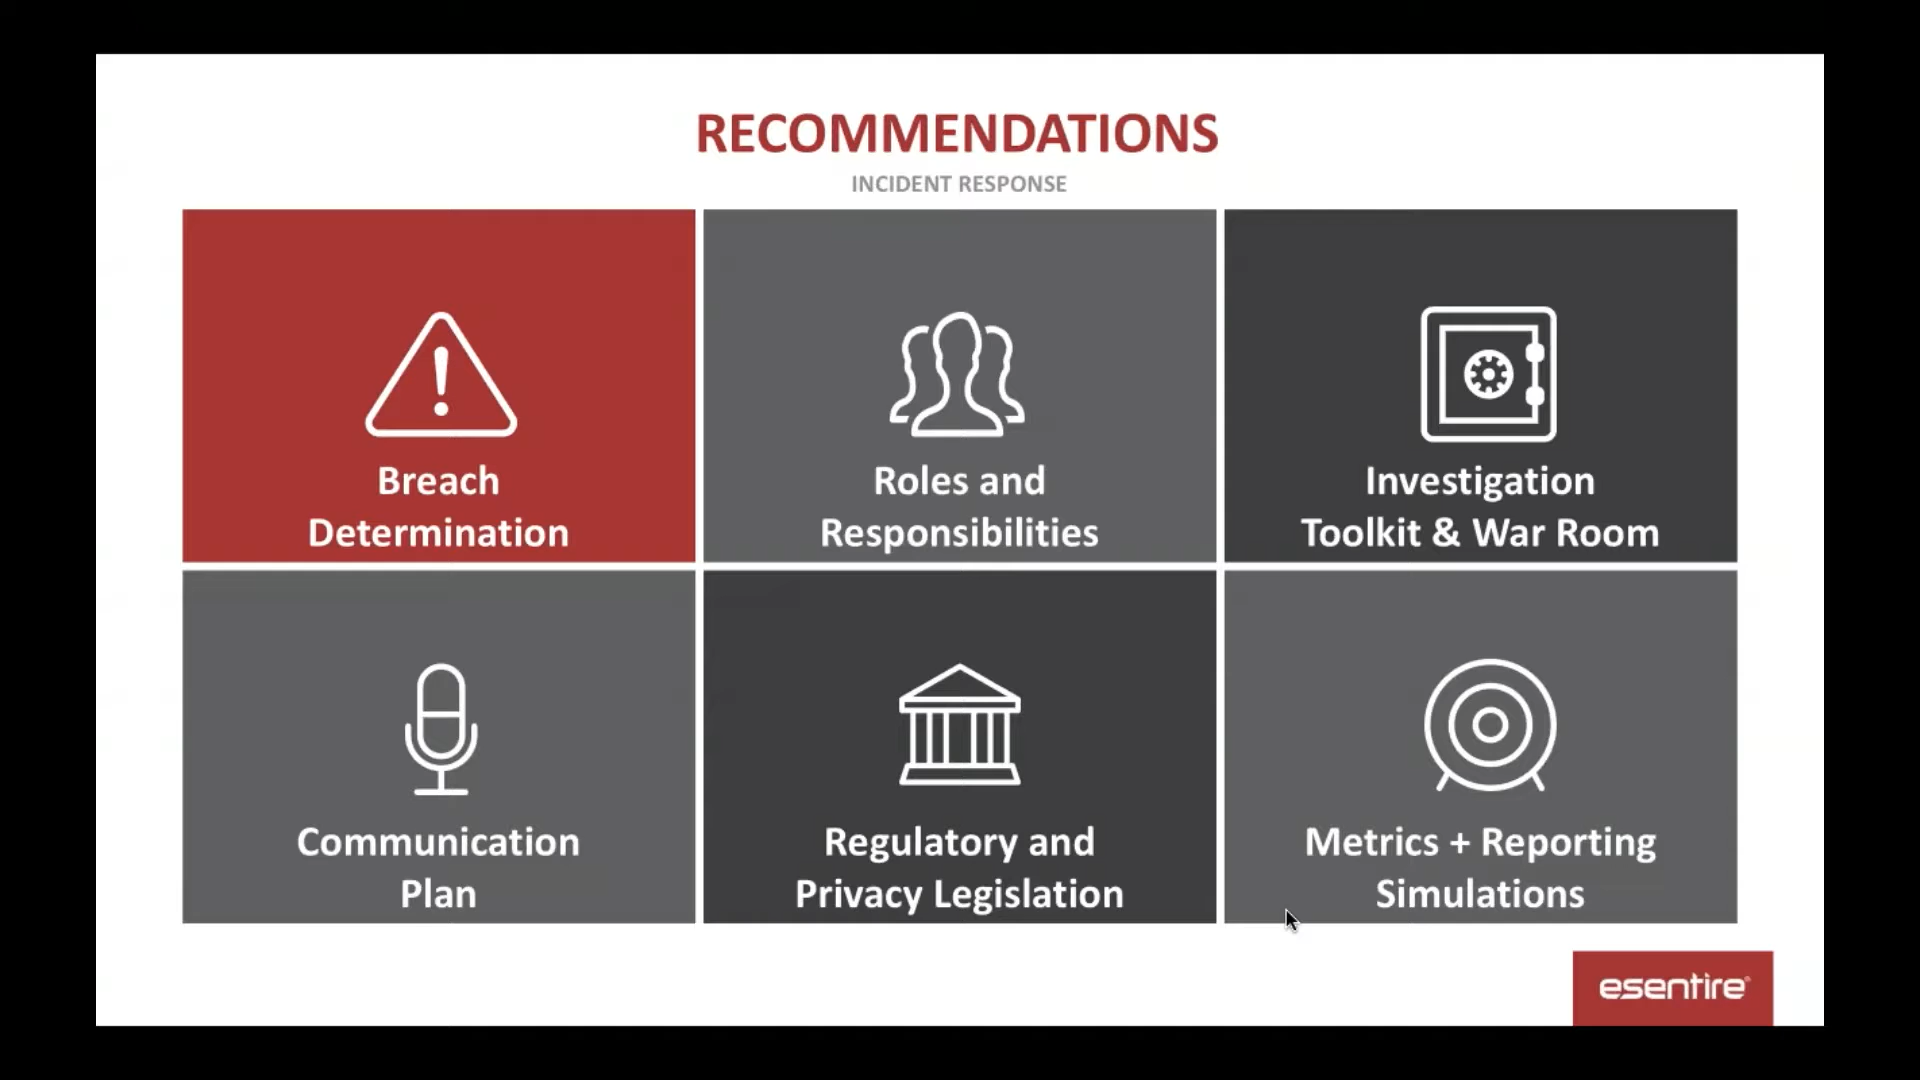 RECOMMENDATIONS
INCIDENT RESPONSE
Breach
Determination
Roles and
Responsibilities
Investigation
Toolkit & War Room
Communication
Plan
Regulatory and
Privacy Legislation
Metrics + Reporting
Simulations
esentire®